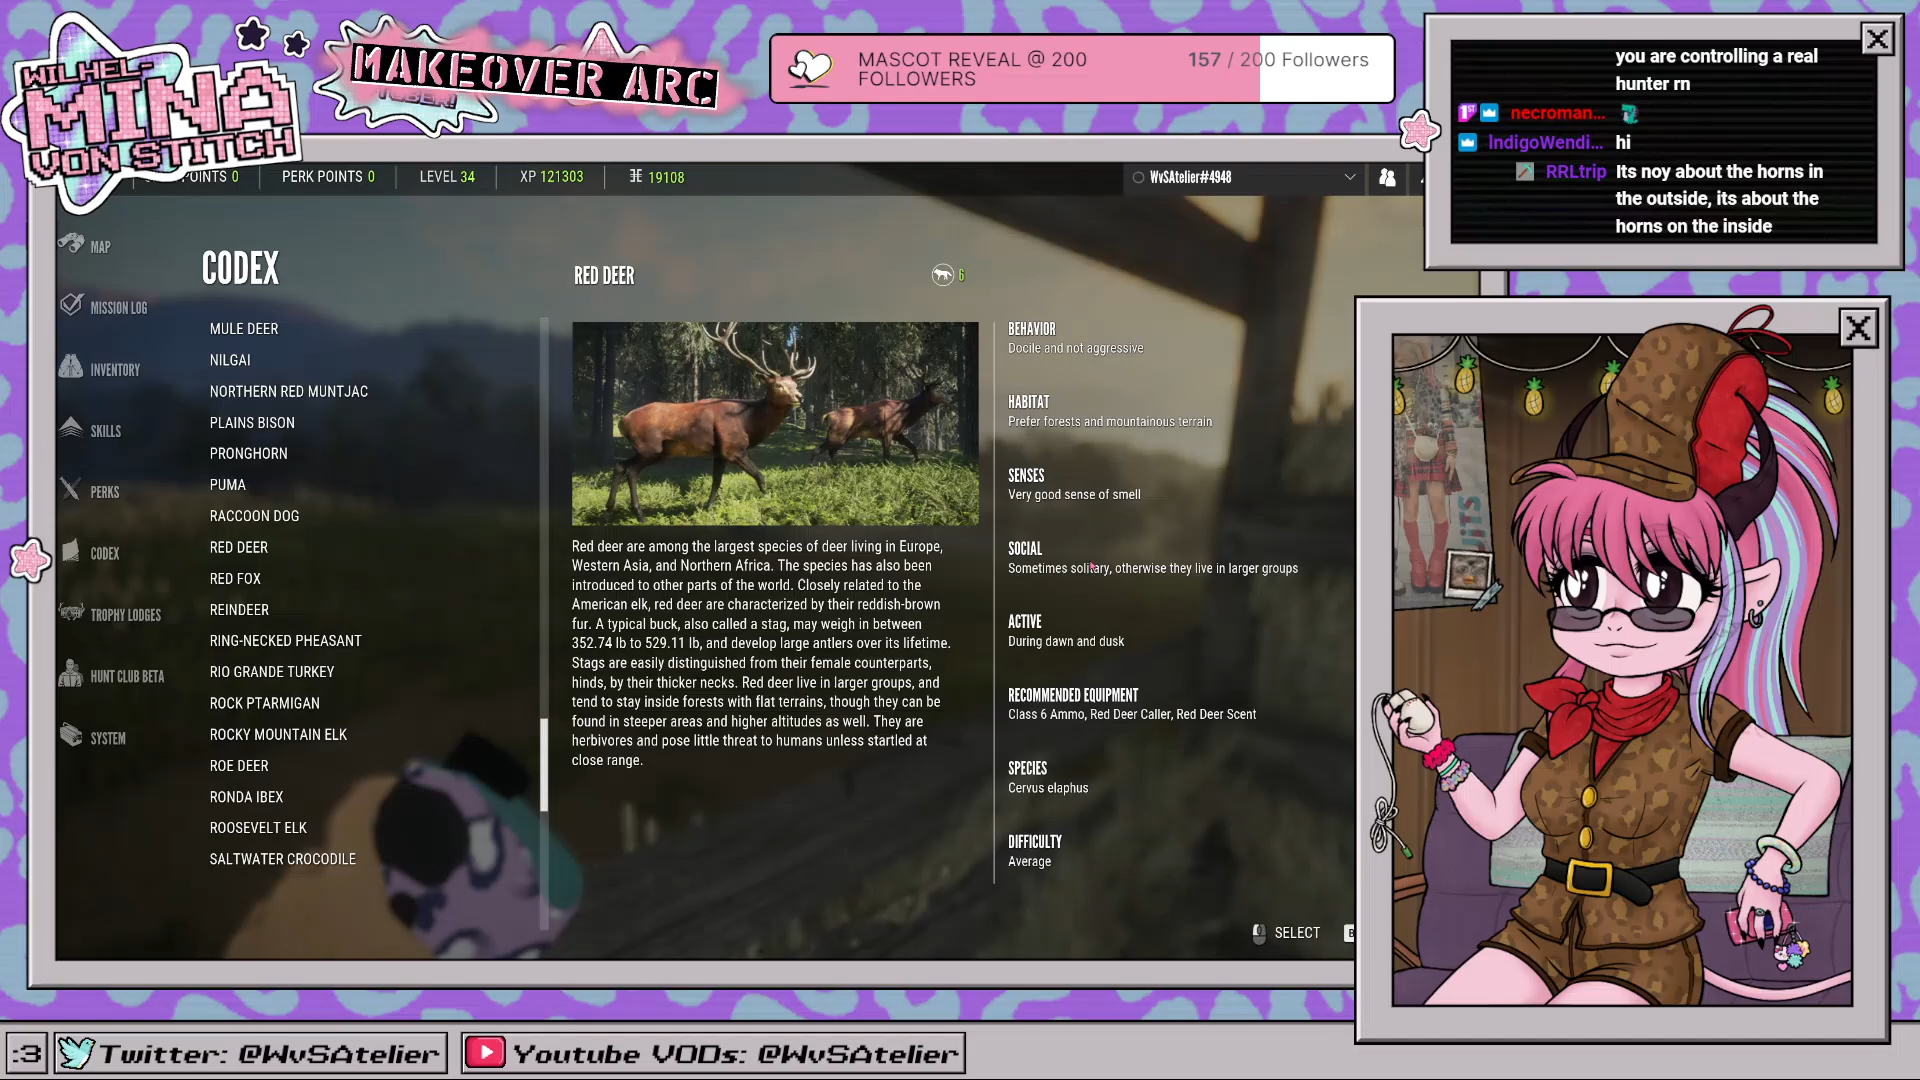 WILHEL-
MINA
VON STITCH
MAKEOVER ARC
TOBER!
MASCOT REVEAL @ 200
FOLLOWERS
157 / 200 Followers
you are controlling a real
hunter rn
necroman...
IndigoWendi... hi
RRLtrip Its noy about the horns in
the outside, its about the
horns on the inside
POINTS 0
PERK POINTS 0
LEVEL 34
XP 121303
19108
WvSAtelier#4948
MAP
MISSION LOG
INVENTORY
SKILLS
PERKS
CODEX
TROPHY LODGES
HUNT CLUB BETA
SYSTEM
CODEX
MULE DEER
NILGAI
NORTHERN RED MUNTJAC
PLAINS BISON
PRONGHORN
PUMA
RACCOON DOG
RED DEER
RED FOX
REINDEER
RING-NECKED PHEASANT
RIO GRANDE TURKEY
ROCK PTARMIGAN
ROCKY MOUNTAIN ELK
ROE DEER
RONDA IBEX
ROOSEVELT ELK
SALTWATER CROCODILE
RED DEER
6
Red deer are among the largest species of deer living in Europe,
Western Asia, and Northern Africa. The species has also been
introduced to other parts of the world. Closely related to the
American elk, red deer are characterized by their reddish-brown
fur. A typical buck, also called a stag, may weigh in between
352.74 lb to 529.11 lb, and develop large antlers over its lifetime.
Stags are easily distinguished from their female counterparts,
hinds, by their thicker necks. Red deer live in larger groups, and
tend to stay inside forests with flat terrains, though they can be
found in steeper areas and higher altitudes as well. They are
herbivores and pose little threat to humans unless startled at
close range.
BEHAVIOR
Docile and not aggressive
HABITAT
Prefer forests and mountainous terrain
SENSES
Very good sense of smell
SOCIAL
Sometimes solitary, otherwise they live in larger groups
ACTIVE
During dawn and dusk
RECOMMENDED EQUIPMENT
Class 6 Ammo, Red Deer Caller, Red Deer Scent
SPECIES
Cervus elaphus
DIFFICULTY
Average
SELECT
:3
Twitter: @WvSAtelier
Youtube VODs: @WvSAtelier